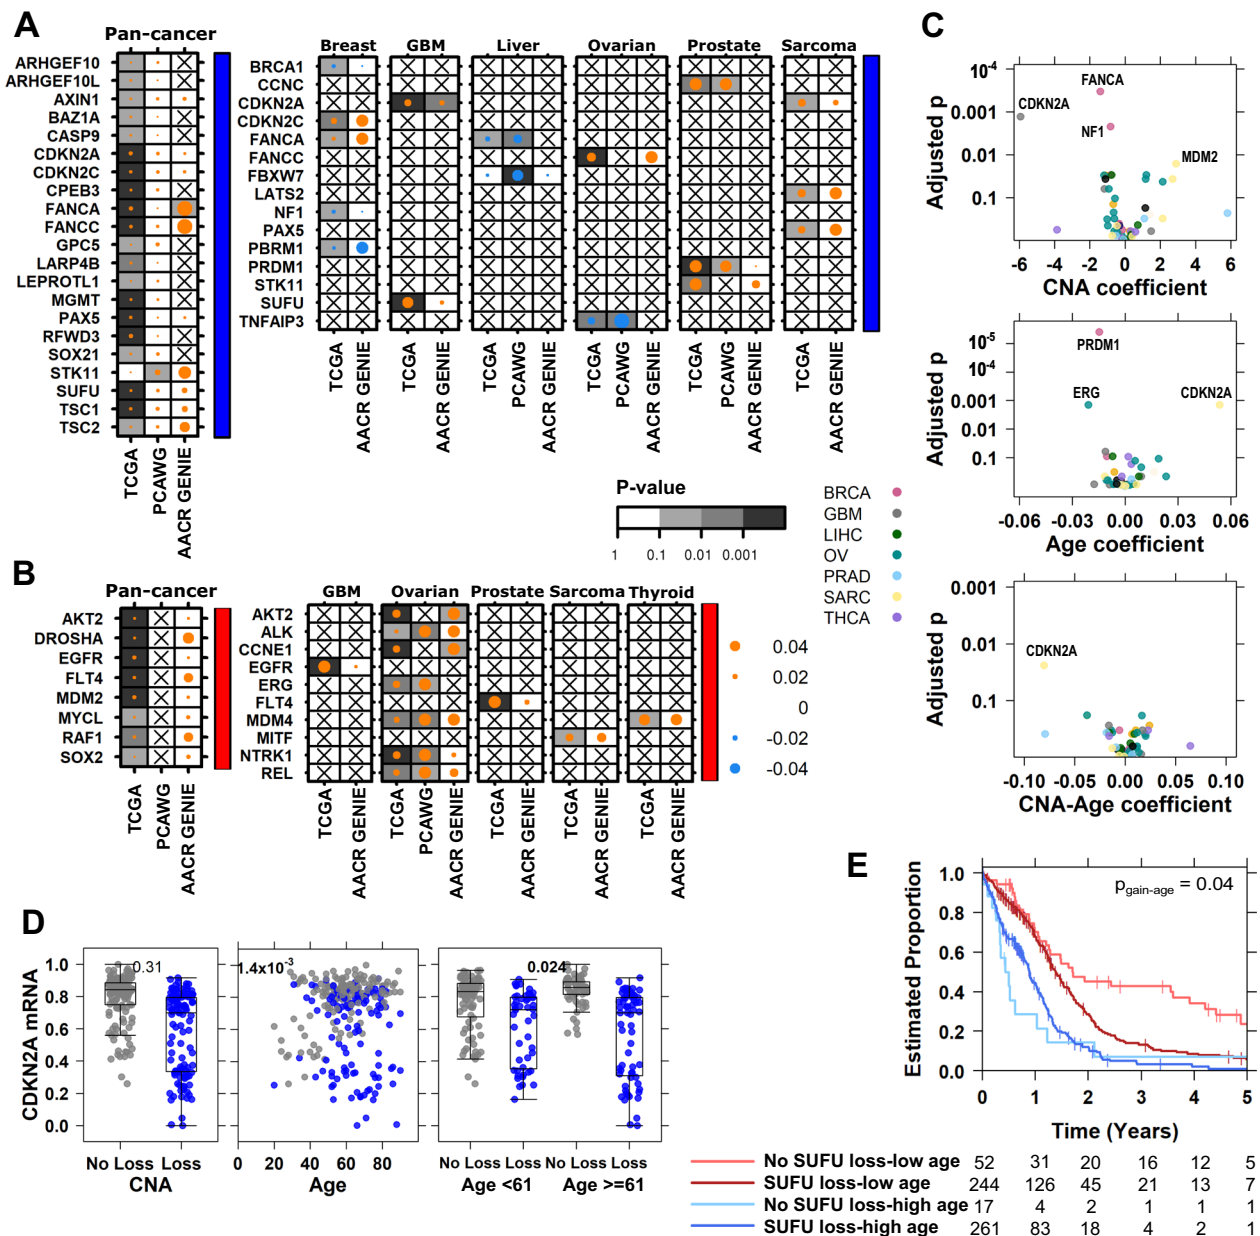 A
Pan-cancer
ARHGEF10
ARHGEF10L
AXIN1
BAZ1A
CASP9
CDKN2A
CDKN2C
CPEB3
FANCA
FANCC
GPC5
LARP4B
LEPROTL1
MGMT
PAX5
RFWD3
SOX21
STK11
SUFU
TSC1
TSC2
TCGA
PCAWG
AACR GENIE
Breast GBM Liver Ovarian Prostate Sarcoma
BRCA1
CCNC
CDKN2A
CDKN2C
FANCA
FANCC
FBXW7
LATS2
NF1
PAX5
PBRM1
PRDM1
STK11
SUFU
TNFAIP3
TCGA
AACR GENIE
TCGA
AACR GENIE
TCGA
PCAWG
AACR GENIE
TCGA
PCAWG
AACR GENIE
TCGA
PCAWG
AACR GENIE
TCGA
AACR GENIE
P-value
1 0.1 0.01 0.001
BRCA
GBM
LIHC
OV
PRAD
SARC
THCA
B
Pan-cancer
AKT2
DROSHA
EGFR
FLT4
MDM2
MYCL
RAF1
SOX2
TCGA
PCAWG
AACR GENIE
GBM Ovarian Prostate Sarcoma Thyroid
AKT2
ALK
CCNE1
EGFR
ERG
FLT4
MDM4
MITF
NTRK1
REL
TCGA
AACR GENIE
TCGA
PCAWG
AACR GENIE
TCGA
AACR GENIE
TCGA
AACR GENIE
TCGA
AACR GENIE
0.04
0.02
0
-0.02
-0.04
C
Adjusted p
10-4
0.001
0.01
0.1
FANCA
CDKN2A
NF1
MDM2
-6 -4 -2 0 2 4 6
CNA coefficient
Adjusted p
10-5
10-4
0.001
0.01
0.1
PRDM1
ERG
CDKN2A
-0.06 -0.03 0.00 0.03 0.06
Age coefficient
Adjusted p
0.001
0.01
0.1
CDKN2A
-0.10 -0.05 0.00 0.05 0.10
CNA-Age coefficient
D
CDKN2A mRNA
1.0
0.8
0.6
0.4
0.2
0.0
0.31
1.4x10-3
0.024
No Loss Loss
CNA
0 20 40 60 80
Age
No Loss Loss No Loss Loss
Age <61 Age >=61
E
Estimated Proportion
1.0
0.8
0.6
0.4
0.2
0.0
pgain-age = 0.04
0 1 2 3 4 5
Time (Years)
No SUFU loss-low age 52 31 20 16 12 5
SUFU loss-low age 244 126 45 21 13 7
No SUFU loss-high age 17 4 2 1 1 1
SUFU loss-high age 261 83 18 4 2 1